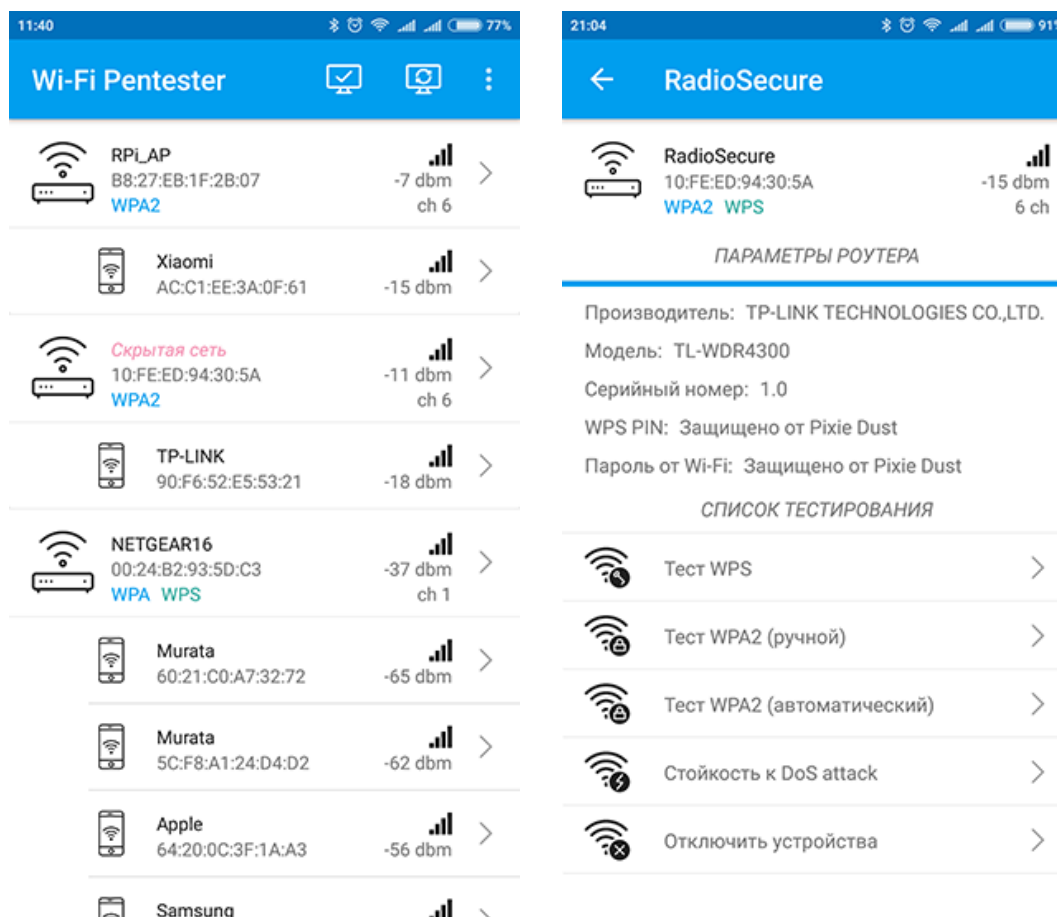 11:40
77%
Wi-Fi Pentester
RPi_AP
B8:27:EB:1F:2B:07
-7 dbm
WPA2
ch 6
Xiaomi
AC:C1:EE:3A:0F:61
-15 dbm
Скрытая сеть
10:FE:ED:94:30:5A
-11 dbm
WPA2
ch 6
TP-LINK
90:F6:52:E5:53:21
-18 dbm
NETGEAR16
00:24:B2:93:5D:C3
-37 dbm
WPA WPS
ch 1
Murata
60:21:C0:A7:32:72
-65 dbm
Murata
5C:F8:A1:24:D4:D2
-62 dbm
Apple
64:20:0C:3F:1A:A3
-56 dbm
Samsung
21:04
91%
RadioSecure
RadioSecure
10:FE:ED:94:30:5A
-15 dbm
WPA2 WPS
6 ch
ПАРАМЕТРЫ РОУТЕРА
Производитель: TP-LINK TECHNOLOGIES CO.,LTD.
Модель: TL-WDR4300
Серийный номер: 1.0
WPS PIN: Защищено от Pixie Dust
Пароль от Wi-Fi: Защищено от Pixie Dust
СПИСОК ТЕСТИРОВАНИЯ
Тест WPS
Тест WPA2 (ручной)
Тест WPA2 (автоматический)
Стойкость к DoS attack
Отключить устройства